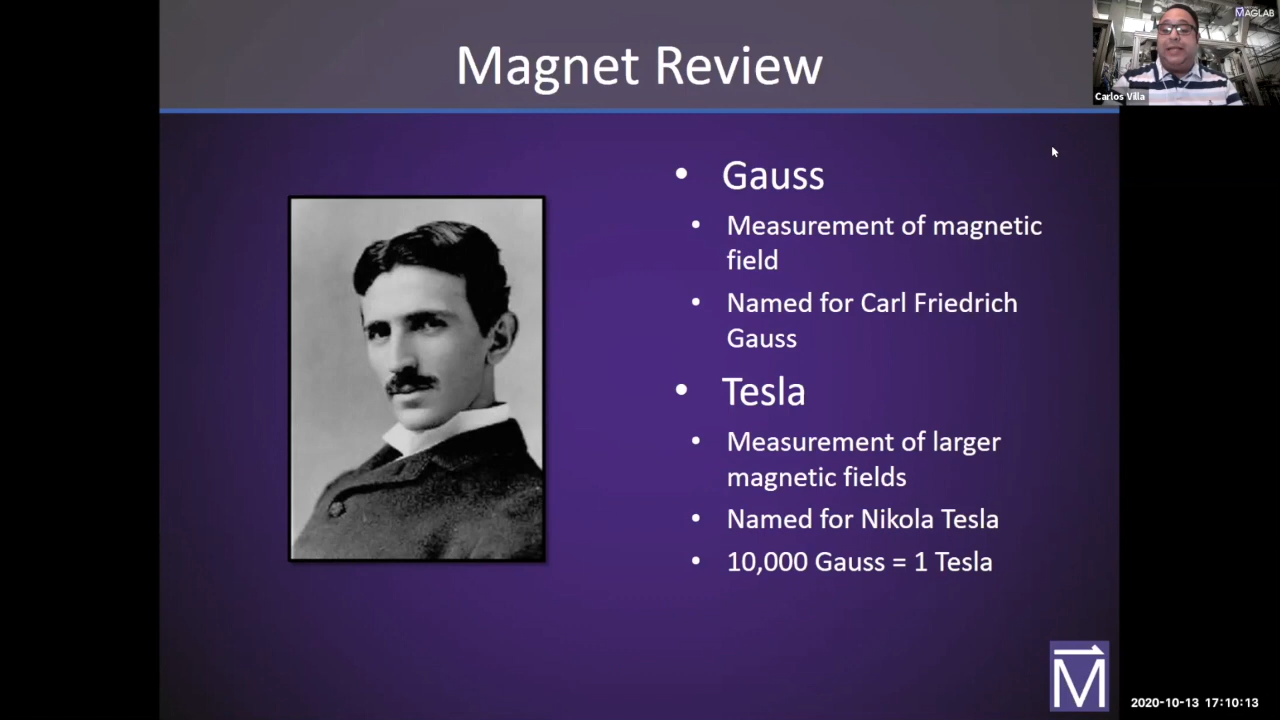 Magnet Review
MAGLAB
Carlos Villa
• Gauss
• Measurement of magnetic
field
• Named for Carl Friedrich
Gauss
• Tesla
• Measurement of larger
magnetic fields
• Named for Nikola Tesla
• 10,000 Gauss = 1 Tesla
M
2020-10-13 17:10:13